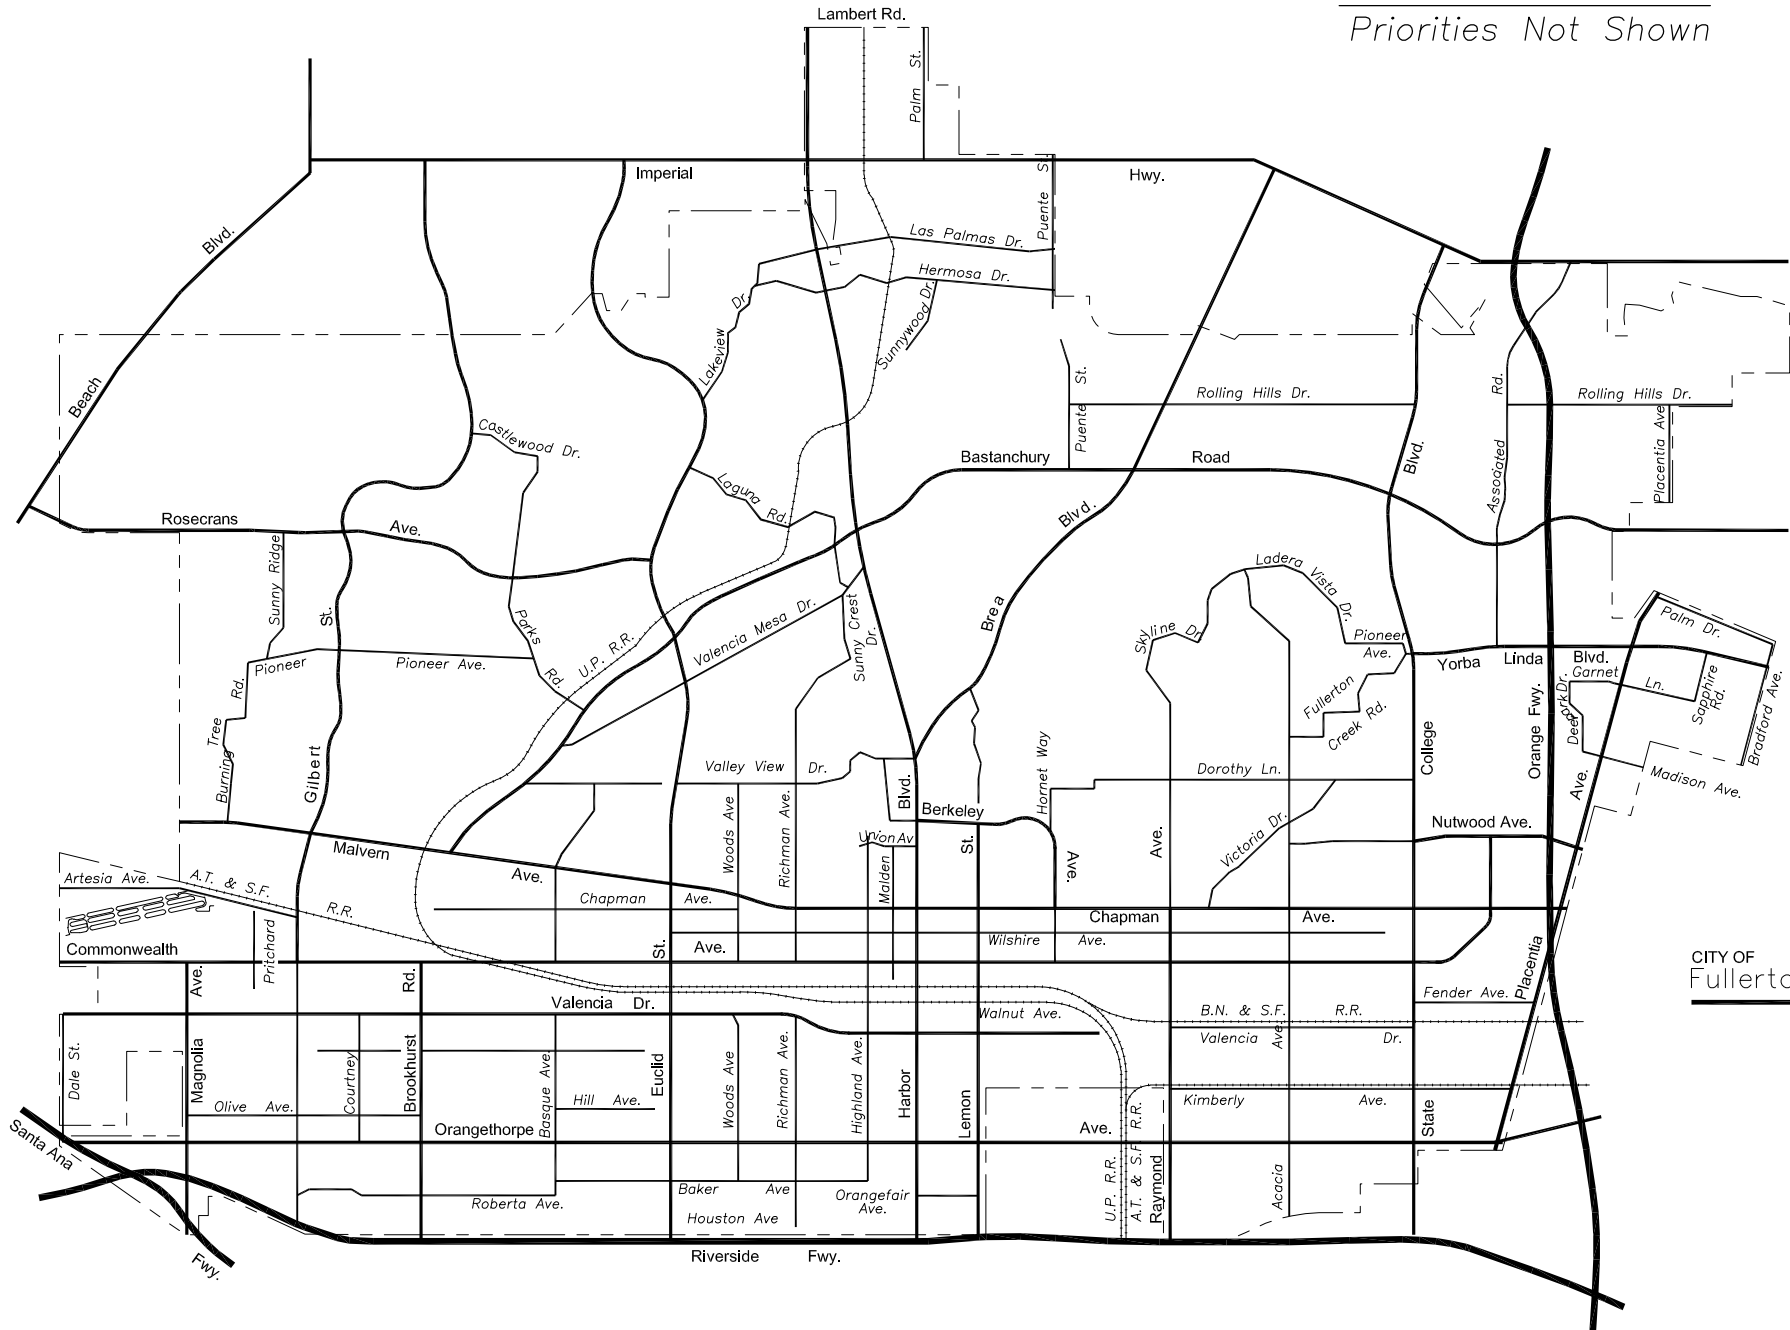 Lambert Rd.
Priorities Not Shown
Palm St.
Imperial
Hwy.
Puente St.
Blvd.
Las Palmas Dr.
Hermosa Dr.
Sunnywood Dr.
Lakeview Dr.
Beach
Puente St.
Rolling Hills Dr.
Associated Rd.
Rolling Hills Dr.
Placentia Ave
Castlewood Dr.
Bastanchury
Road
Blvd.
Laguna Rd.
Rosecrans
Ave.
Blvd.
Sunny Ridge
St.
Parks Rd.
Brea
Ladera Vista Dr.
Skyline Dr
Pioneer
Ave.
Palm Dr.
Pioneer
Pioneer Ave.
U.P. R.R.
Valencia Mesa Dr.
Sunny Crest
Dr.
Yorba
Linda
Blvd.
Garnet
Ln.
Sapphire
Rd.
Bradford Ave.
Deer Park Dr.
Fullerton
Creek Rd.
Burning Tree Rd.
Gilbert
Valley View Dr.
Blvd.
Hornet Way
Dorothy Ln.
College
Orange Fwy.
Ave.
Madison Ave.
Berkeley
Malvern
Ave.
Woods Ave
Richman Ave.
Union Av
Malden
St.
Ave.
Ave.
Victoria Dr.
Nutwood Ave.
Artesia Ave.
A.T. & S.F.
R.R.
Chapman
Ave.
Chapman
Ave.
Commonwealth
Pritchard
St.
Ave.
Wilshire
Ave.
Placentia
CITY OF
Fullerto
Ave.
Rd.
Valencia Dr.
Walnut Ave.
B.N. & S.F. R.R.
Fender Ave.
Valencia
Ave.
Dr.
Dale St.
Magnolia
Courtney
Brookhurst
Basque Ave.
Euclid
Woods Ave
Richman Ave.
Highland Ave.
Harbor
Lemon
Olive Ave.
Hill Ave.
Kimberly
Ave.
State
Santa Ana
Orangethorpe
Ave.
U.P. R.R.
A.T. & S.F. R.R.
Raymond
Acacia
Roberta Ave.
Baker
Ave
Orangefair
Ave.
Houston Ave
Fwy.
Riverside
Fwy.